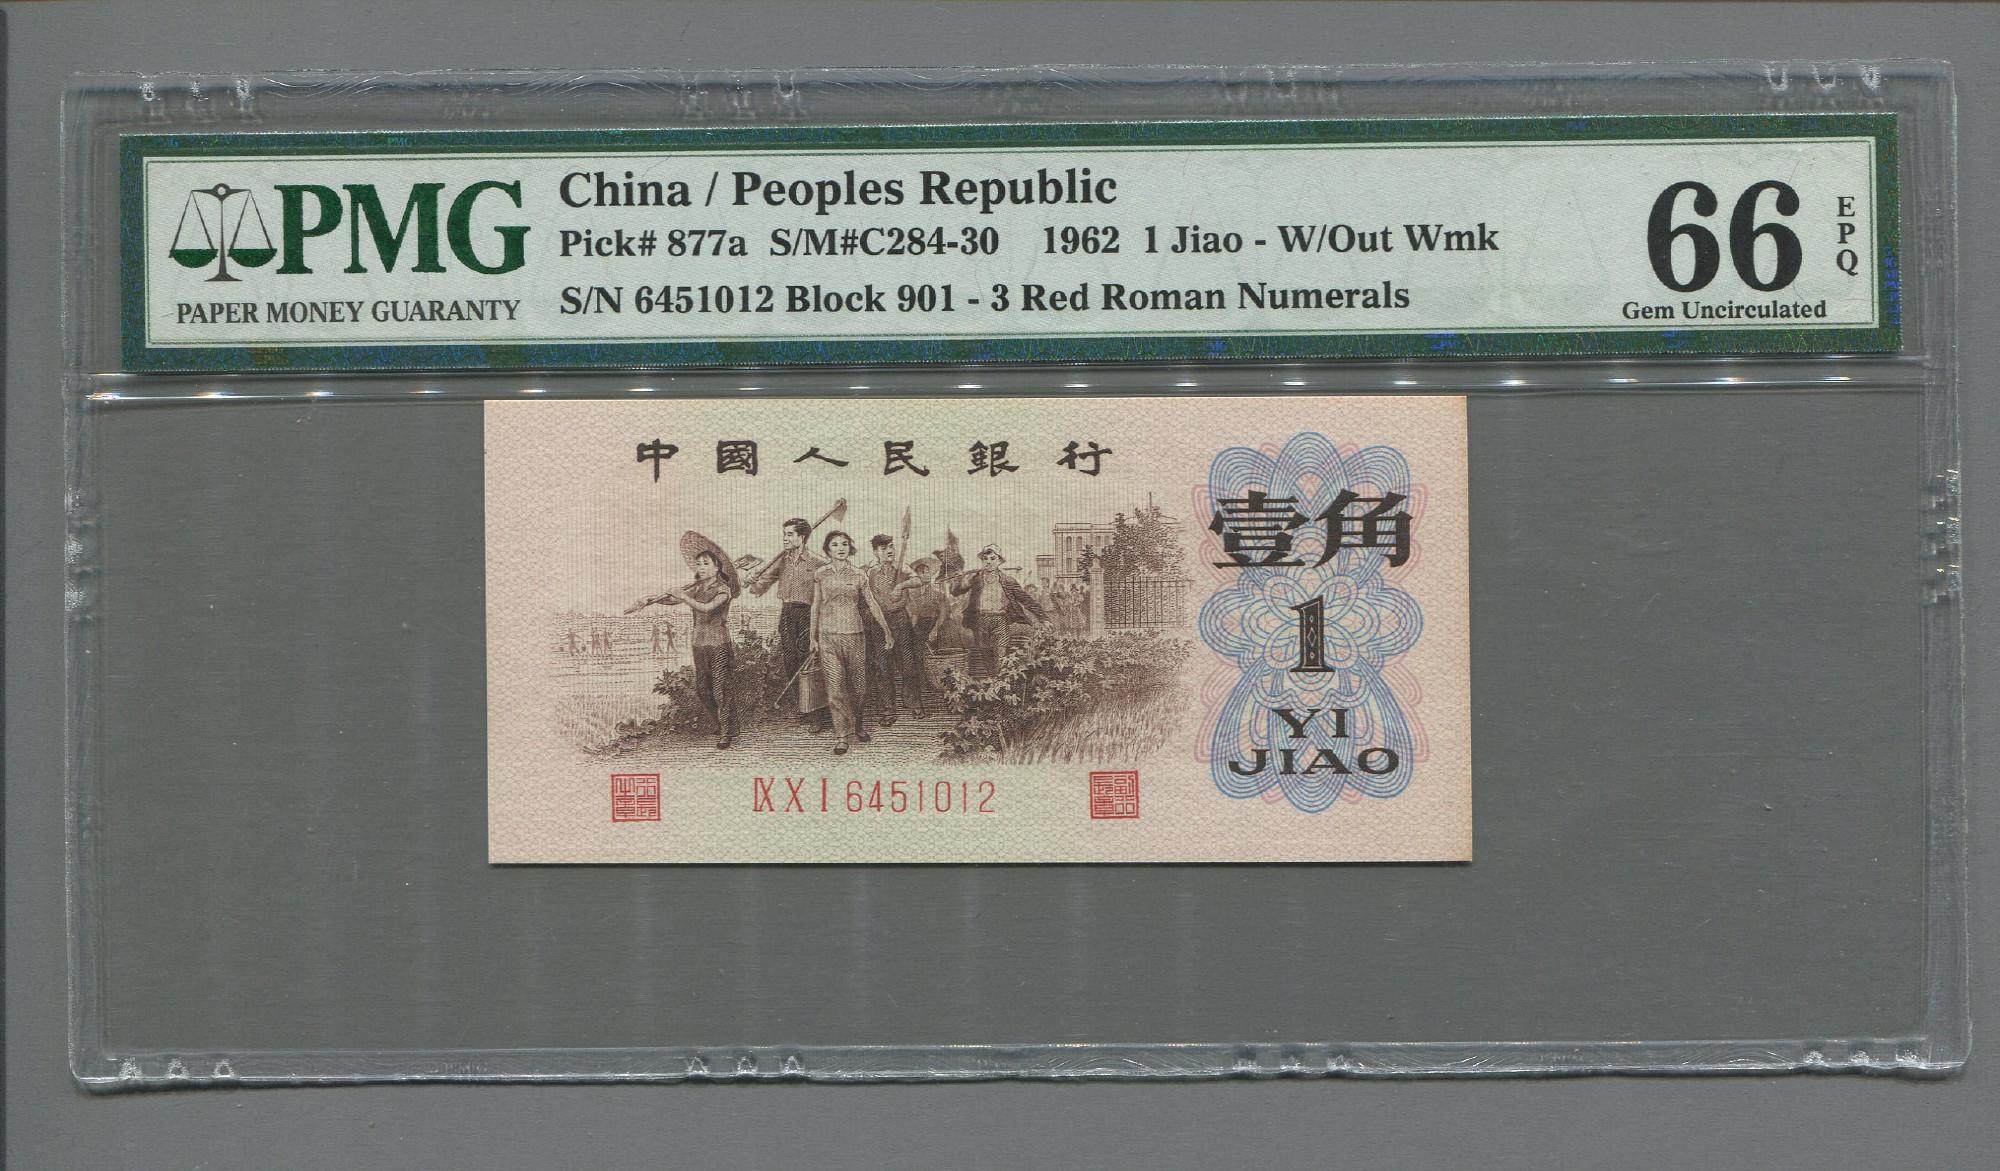 PMG
PAPER MONEY GUARANTY
China / Peoples Republic
Pick# 877a S/M#C284-30 1962 1 Jiao - W/Out Wmk
S/N 6451012 Block 901 - 3 Red Roman Numerals
66
EPQ
Gem Uncirculated
中國人民銀行
壹角
1
YI
JIAO
IX X I 6451012